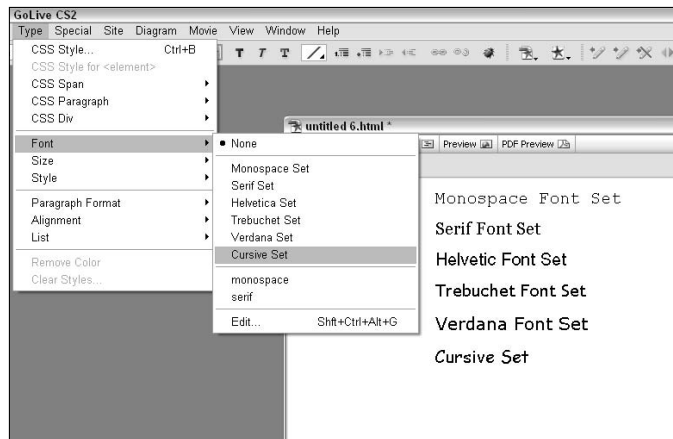 GoLive CS2
Type Special Site Diagram Movie View Window Help
CSS Style... Ctrl+B
CSS Style for <element>
CSS Span
CSS Paragraph
CSS Div
Font
Size
Style
Paragraph Format
Alignment
List
Remove Color
Clear Styles...
None
Monospace Set
Serif Set
Helvetica Set
Trebuchet Set
Verdana Set
Cursive Set
monospace
serif
Edit... Shft+Ctrl+Alt+G
T T T
untitled 6.html *
Preview PDF Preview
Monospace Font Set
Serif Font Set
Helvetic Font Set
Trebuchet Font Set
Verdana Font Set
Cursive Set